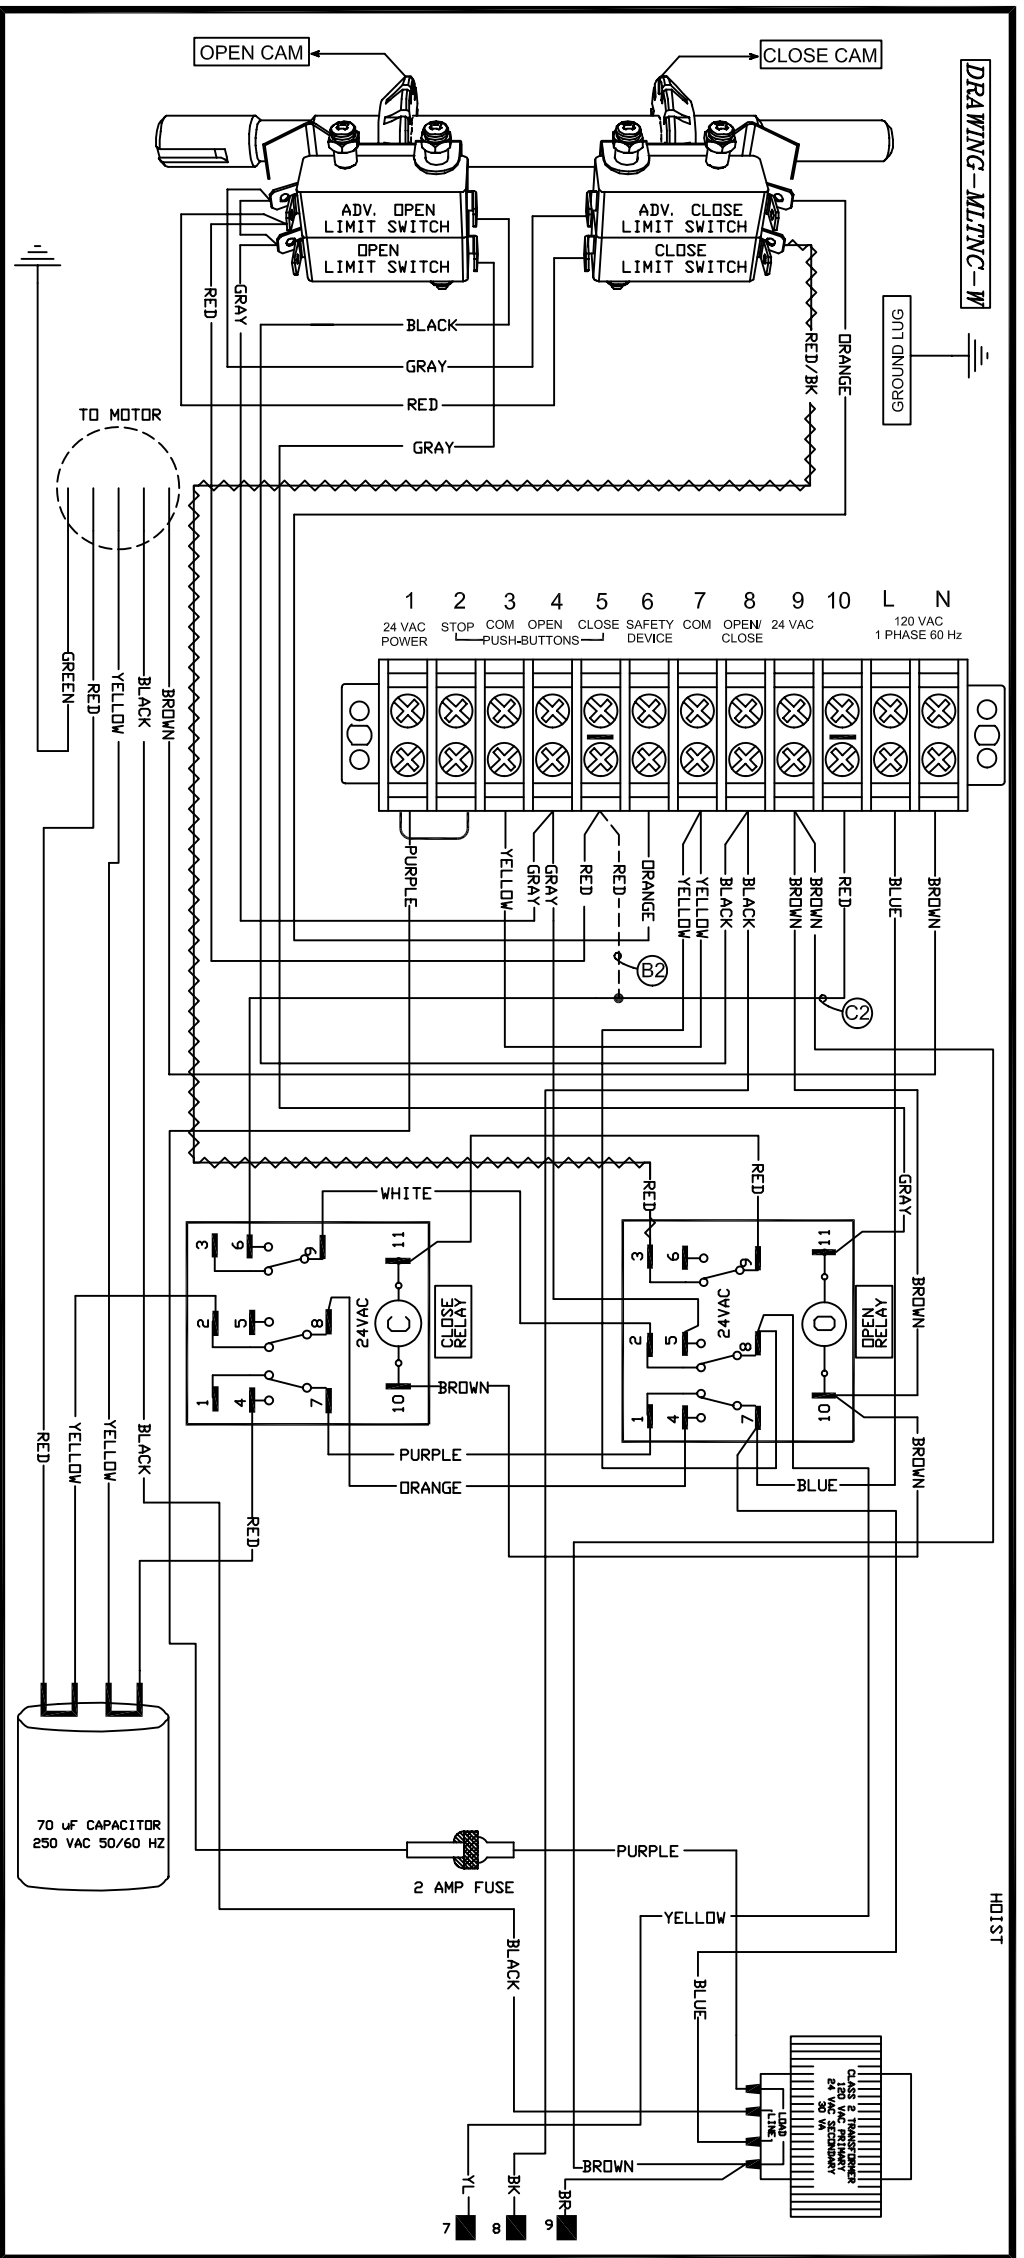 OPEN CAM
CLOSE CAM
DRAWING-MLTNC-W
ADV. OPEN
LIMIT SWITCH
OPEN
LIMIT SWITCH
ADV. CLOSE
LIMIT SWITCH
CLOSE
LIMIT SWITCH
GROUND LUG
RED
GRAY
BLACK
GRAY
RED
GRAY
RED/BK
ORANGE
TO MOTOR
GREEN
RED
YELLOW
BLACK
BROWN
1 2 3 4 5 6 7 8 9 10 L N
24 VAC
POWER
STOP
COM
OPEN
CLOSE
PUSH-BUTTONS
SAFETY
DEVICE
COM
OPEN/
CLOSE
24 VAC
120 VAC
1 PHASE 60 Hz
PURPLE
YELLOW
GRAY
GRAY
RED
RED
ORANGE
YELLOW
YELLOW
BLACK
BLACK
BROWN
BROWN
RED
BLUE
BROWN
B2
C2
WHITE
RED
RED
GRAY
3 6 9 11
2 5 8 24VAC C
1 4 7 10
CLOSE
RELAY
3 6 9 11
2 5 8 24VAC O
1 4 7 10
OPEN
RELAY
BROWN
BROWN
BROWN
PURPLE
ORANGE
BLUE
RED
YELLOW
YELLOW
BLACK
RED
70 uF CAPACITOR
250 VAC 50/60 HZ
2 AMP FUSE
PURPLE
YELLOW
BLACK
BLUE
HOIST
CLASS 2 TRANSFORMER
120 VAC PRIMARY
24 VAC SECONDARY
30 VA
LOAD
LINE
BROWN
YL
BK
BR
7
8
9